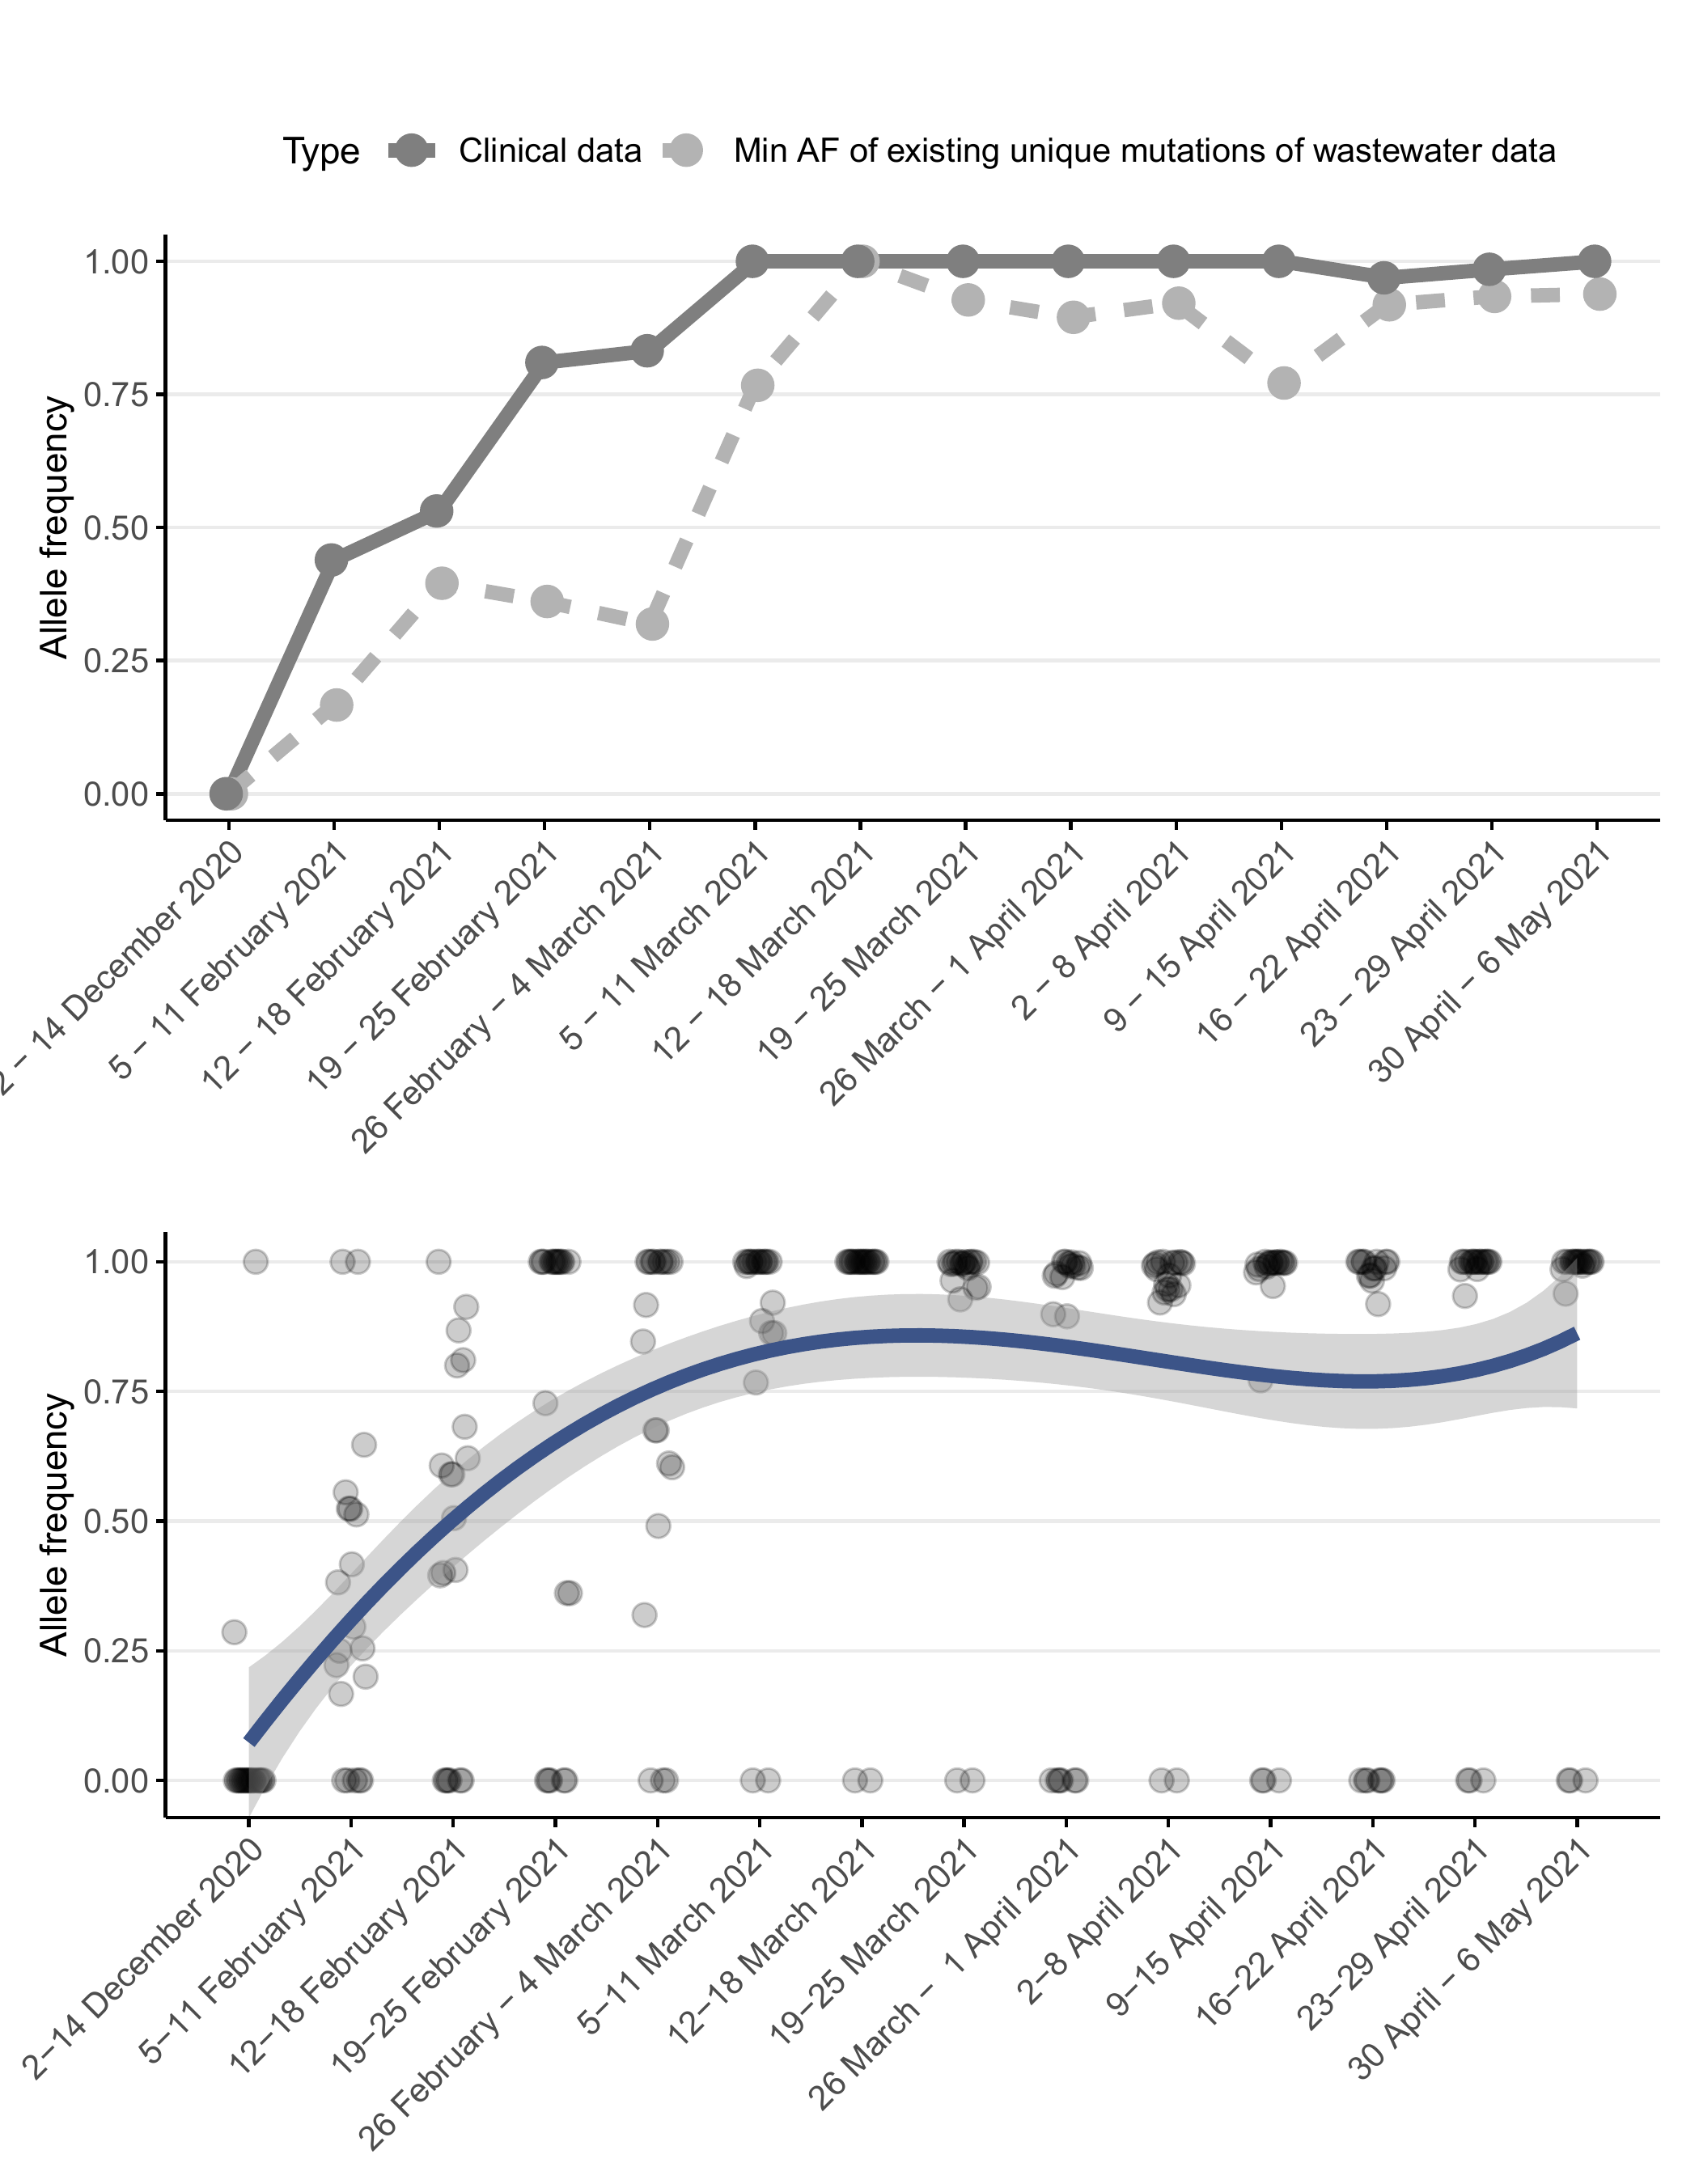 Type Clinical data Min AF of existing unique mutations of wastewater data
Allele frequency
1.00
0.75
0.50
0.25
0.00
2 – 14 December 2020
5 – 11 February 2021
12 – 18 February 2021
19 – 25 February 2021
26 February – 4 March 2021
5 – 11 March 2021
12 – 18 March 2021
19 – 25 March 2021
26 March – 1 April 2021
2 – 8 April 2021
9 – 15 April 2021
16 – 22 April 2021
23 – 29 April 2021
30 April – 6 May 2021
Allele frequency
1.00
0.75
0.50
0.25
0.00
2–14 December 2020
5–11 February 2021
12–18 February 2021
19–25 February 2021
26 February – 4 March 2021
5–11 March 2021
12–18 March 2021
19–25 March 2021
26 March – 1 April 2021
2–8 April 2021
9–15 April 2021
16–22 April 2021
23–29 April 2021
30 April – 6 May 2021